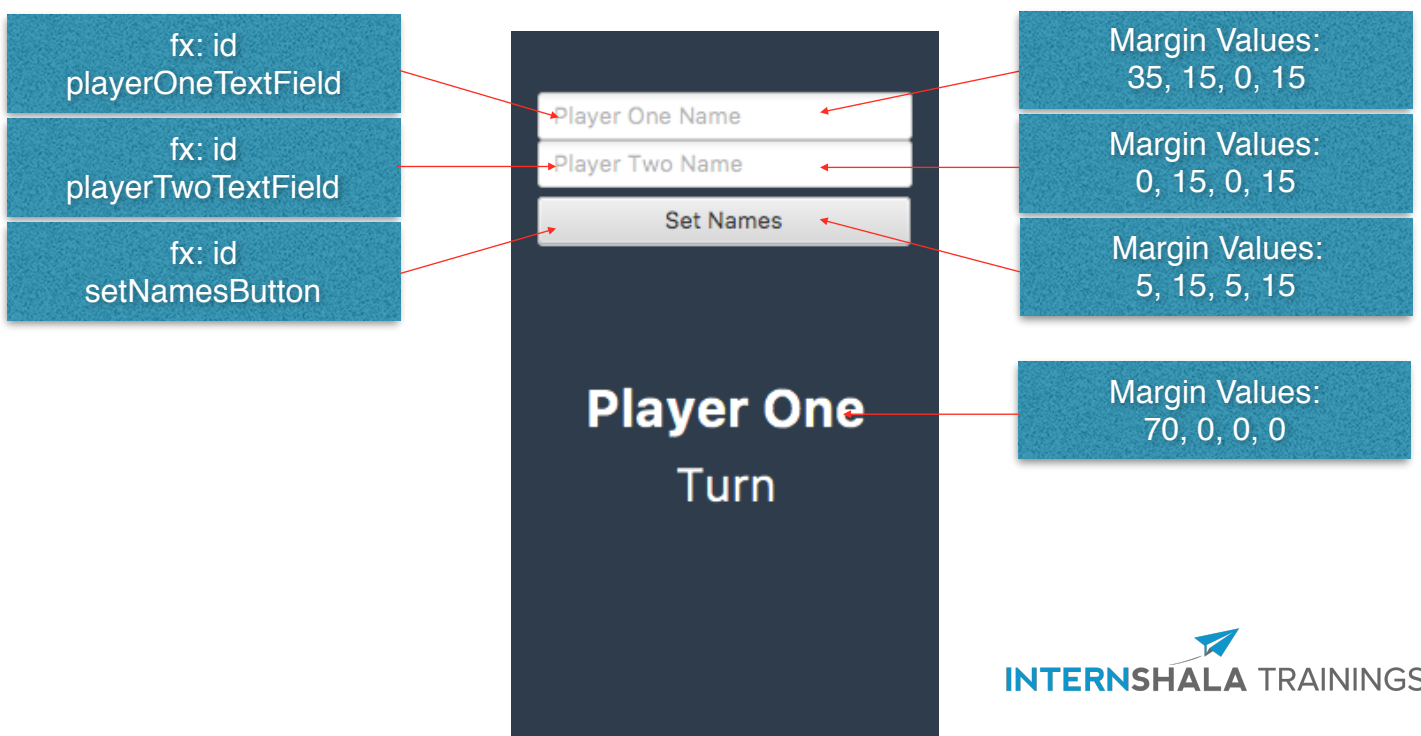 fx: id
playerOneTextField
fx: id
playerTwoTextField
fx: id
setNamesButton
Player One Name
Player Two Name
Set Names
Player One
Turn
Margin Values:
35, 15, 0, 15
Margin Values:
0, 15, 0, 15
Margin Values:
5, 15, 5, 15
Margin Values:
70, 0, 0, 0
INTERNSHALA TRAININGS